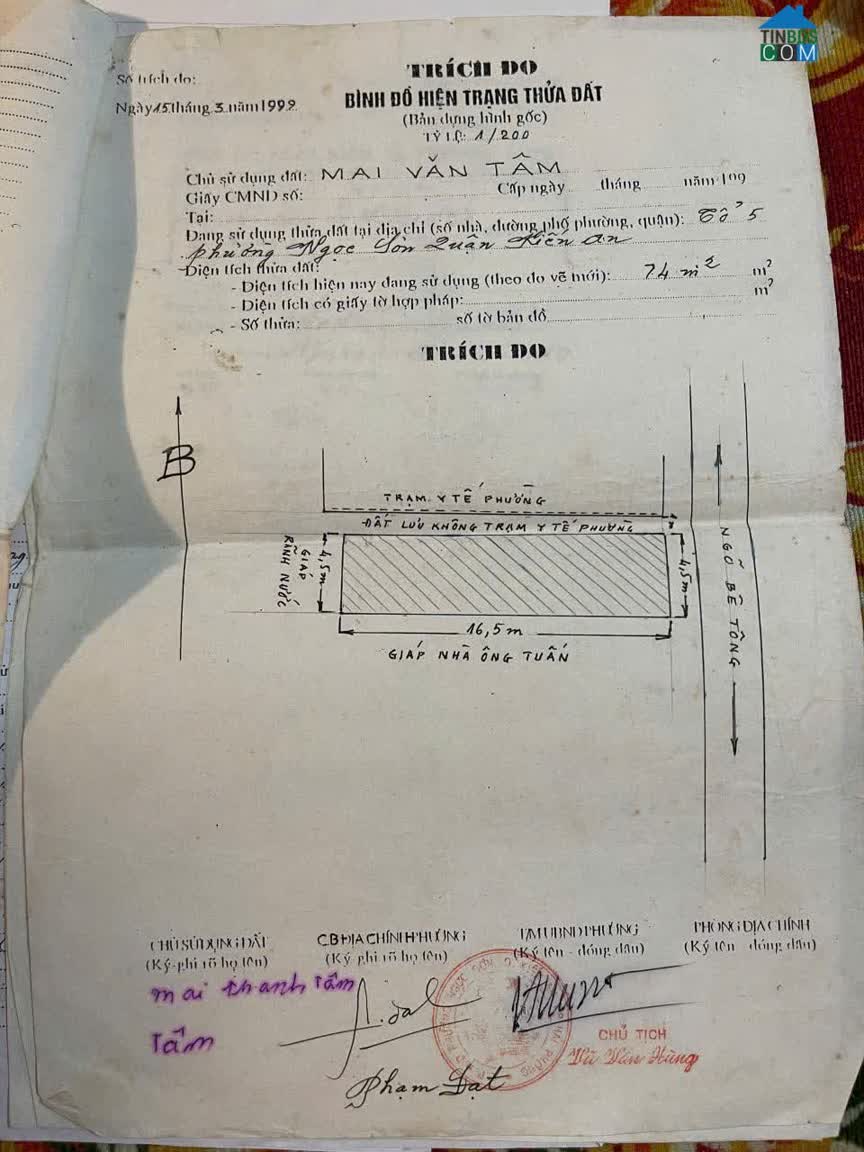 TINBDS
COM
TRÍCH ĐO
Số trích đo:
Ngày 15 tháng 3 năm 1999
BÌNH ĐỒ HIỆN TRẠNG THỬA ĐẤT
(Bản dựng hình gốc)
TỶ LỆ: 1/200
Chủ sử dụng đất: MAI VĂN TÂM
Giấy CMND số: Cấp ngày tháng năm 199
Tại:
Đang sử dụng thửa đất tại địa chỉ (số nhà, đường phố phường, quận): Tổ 5
phường Ngọc Sơn Quận Kiến An
Diện tích thửa đất:
- Diện tích hiện nay đang sử dụng (theo đo vẽ mới): 74 m² m²
- Diện tích có giấy tờ hợp pháp: m²
- Số thửa: số tờ bản đồ
TRÍCH ĐO
B
TRẠM Y TẾ PHƯỜNG
ĐẤT LƯU KHÔNG TRẠM Y TẾ PHƯỜNG
GIÁP
RÃNH NƯỚC
4,5m
4,5m
NGÕ BÊ TÔNG
16,5m
GIÁP NHÀ ÔNG TUẤN
CHỦ SỬ DỤNG ĐẤT
(Ký-ghi rõ họ tên)
CB ĐỊA CHÍNH PHƯỜNG
(Ký ghi rõ họ tên)
T/M UBND PHƯỜNG
(Ký tên - đóng dấu)
PHÒNG ĐỊA CHÍNH
(Ký tên - đóng dấu)
mai thanh Tâm
Tâm
Phạm Đạt
CHỦ TỊCH
Vũ Văn Hùng